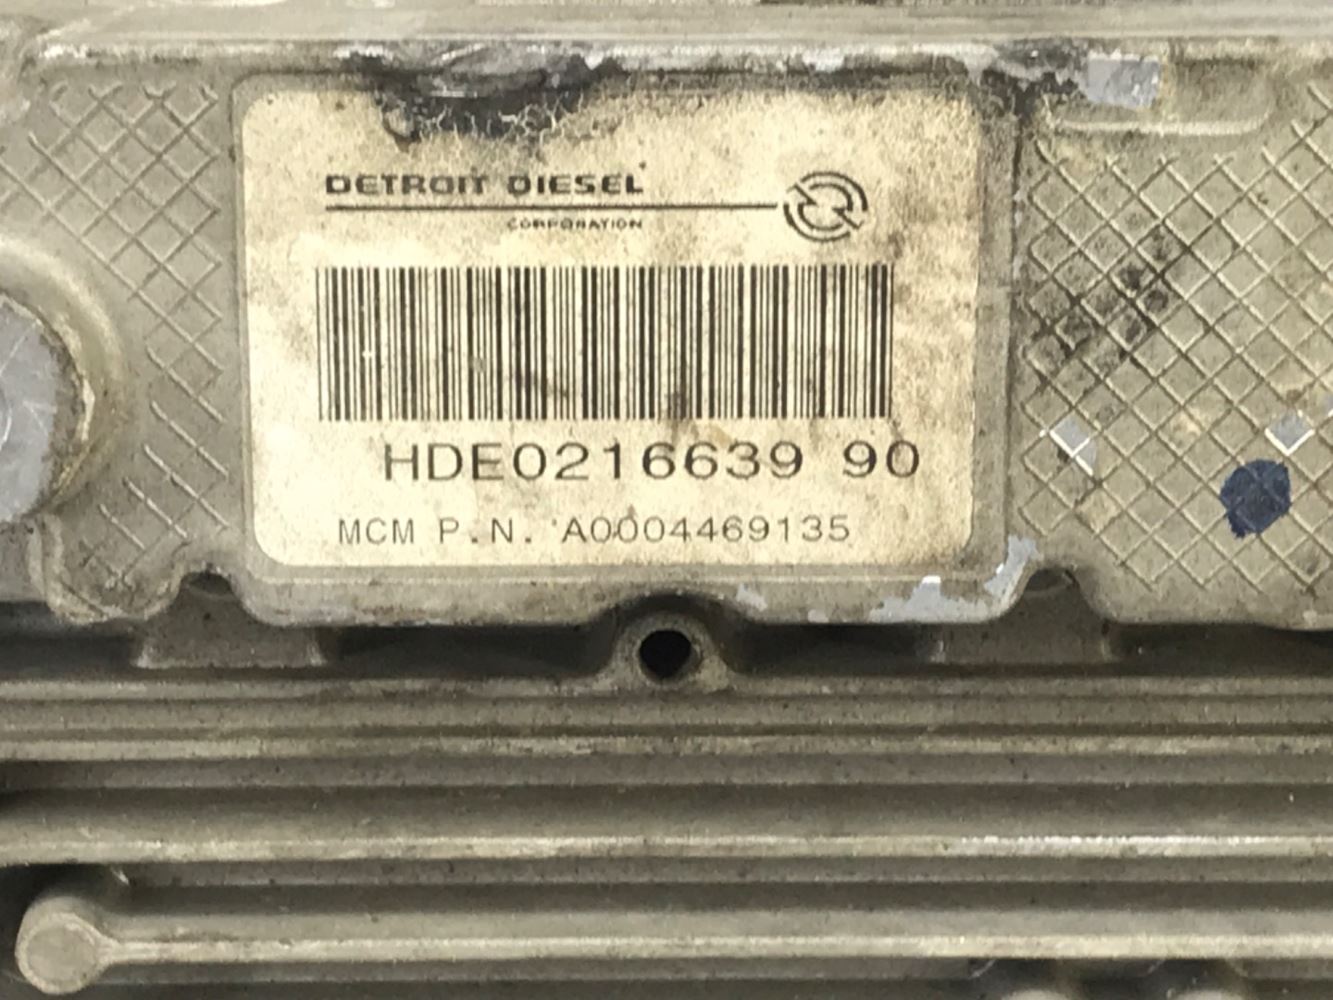 DETROIT DIESEL
CORPORATION
HDE0216639 90
MCM P.N. A0004469135